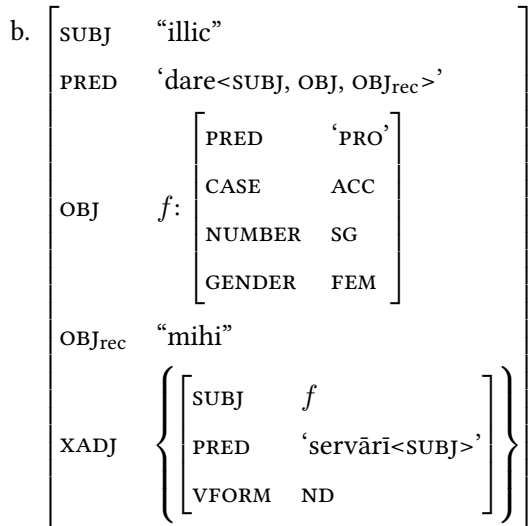 b. SUBJ “illic”
PRED ‘dare<SUBJ, OBJ, OBJrec>’
OBJ f: PRED ‘PRO’
CASE ACC
NUMBER SG
GENDER FEM
OBJrec “mihi”
XADJ SUBJ f
PRED ‘servārī<SUBJ>’
VFORM ND